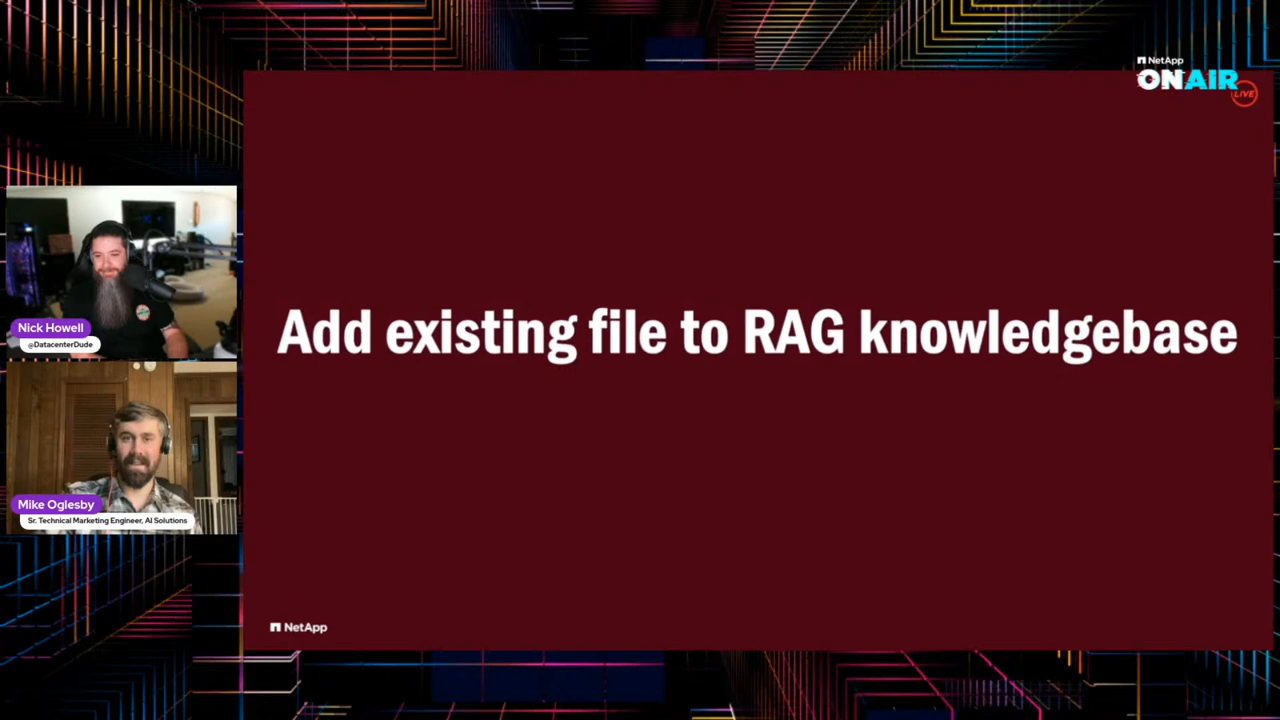 NetApp
ONAIR
LIVE
Add existing file to RAG knowledgebase
Nick Howell
@DatacenterDude
Mike Oglesby
Sr. Technical Marketing Engineer, AI Solutions
NetApp